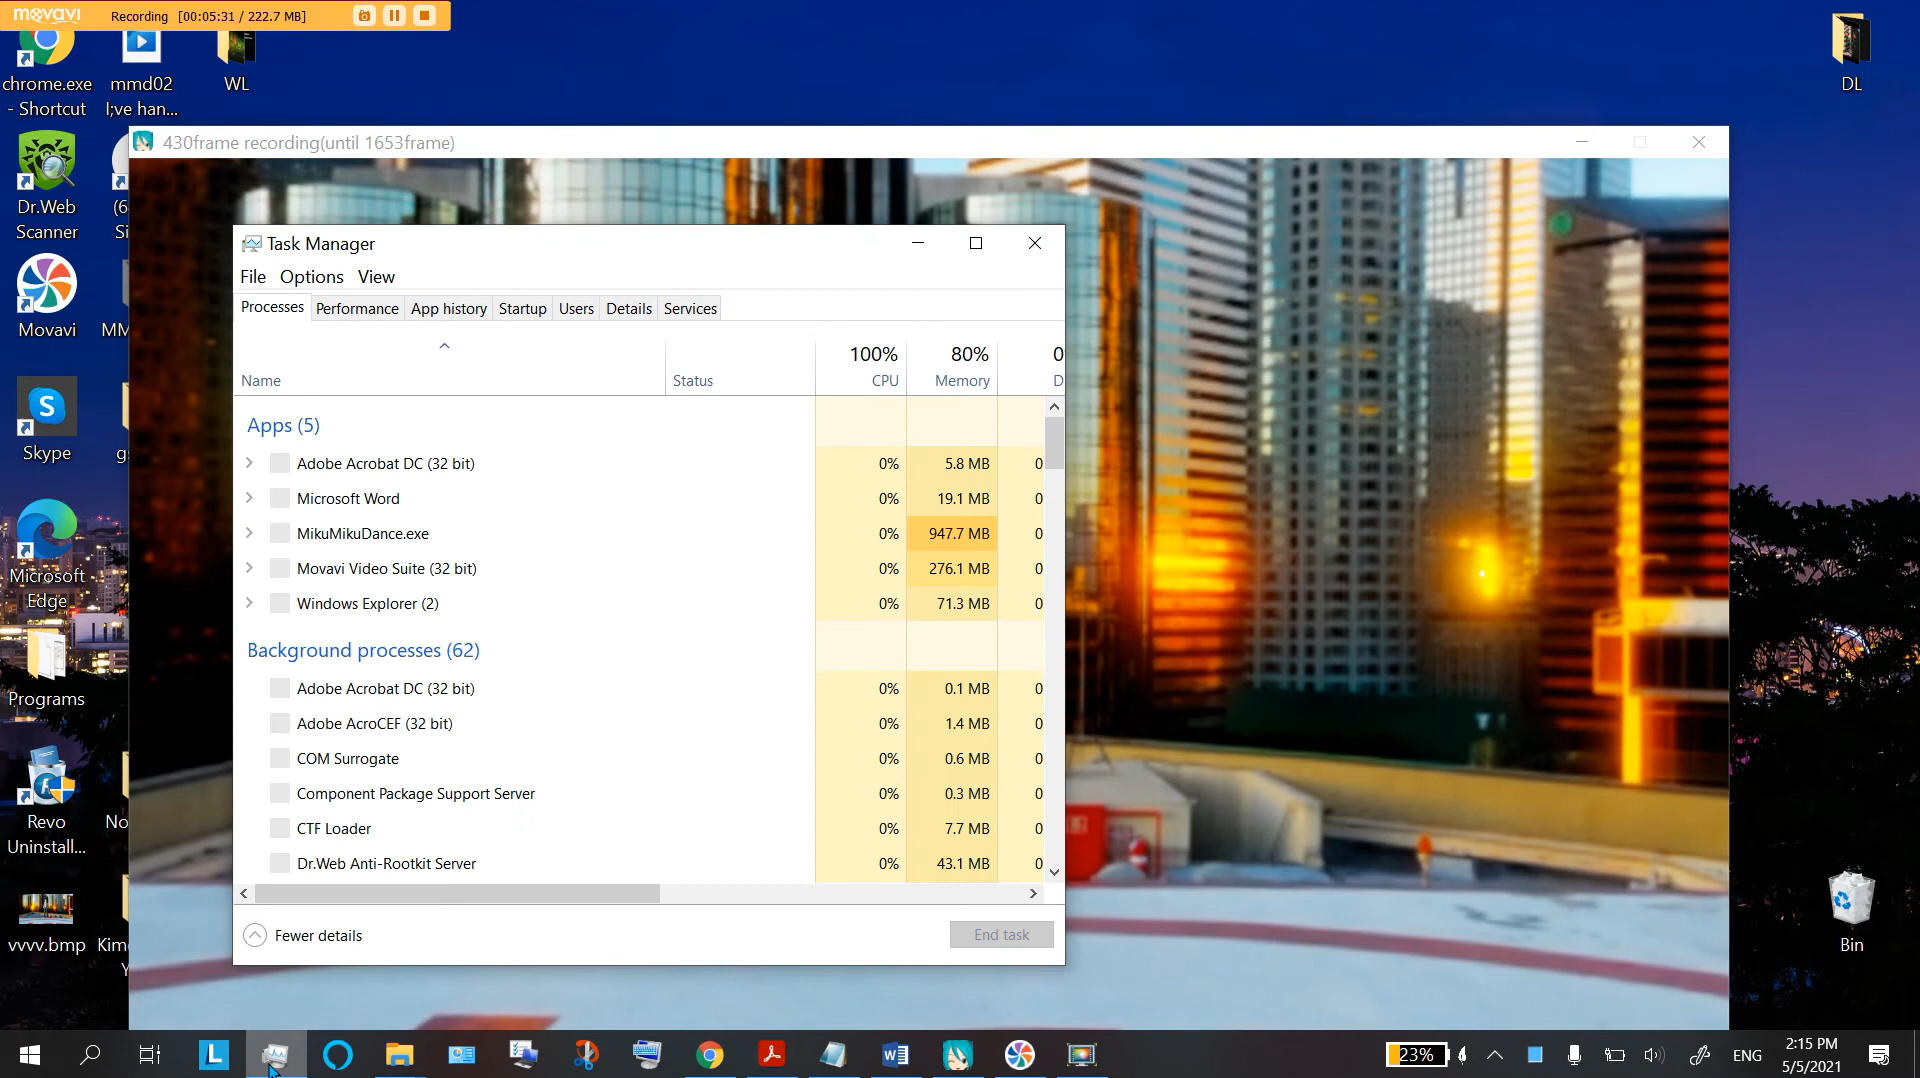 movavi Recording [00:05:31 / 222.7 MB]
chrome.exe
- Shortcut
mmd02
I;ve han...
WL
DL
Dr.Web
Scanner
(6
Si
Movavi
MM
Skype
g:
Microsoft
Edge
Programs
Revo
Uninstall...
No
vvvv.bmp
Kim
Y
Bin
430frame recording(until 1653frame)
Task Manager
File Options View
Processes Performance App history Startup Users Details Services
100% 80% 0
Name Status CPU Memory D
Apps (5)
Adobe Acrobat DC (32 bit) 0% 5.8 MB 0
Microsoft Word 0% 19.1 MB 0
MikuMikuDance.exe 0% 947.7 MB 0
Movavi Video Suite (32 bit) 0% 276.1 MB 0
Windows Explorer (2) 0% 71.3 MB 0
Background processes (62)
Adobe Acrobat DC (32 bit) 0% 0.1 MB 0
Adobe AcroCEF (32 bit) 0% 1.4 MB 0
COM Surrogate 0% 0.6 MB 0
Component Package Support Server 0% 0.3 MB 0
CTF Loader 0% 7.7 MB 0
Dr.Web Anti-Rootkit Server 0% 43.1 MB 0
Fewer details End task
23% ENG 2:15 PM
5/5/2021